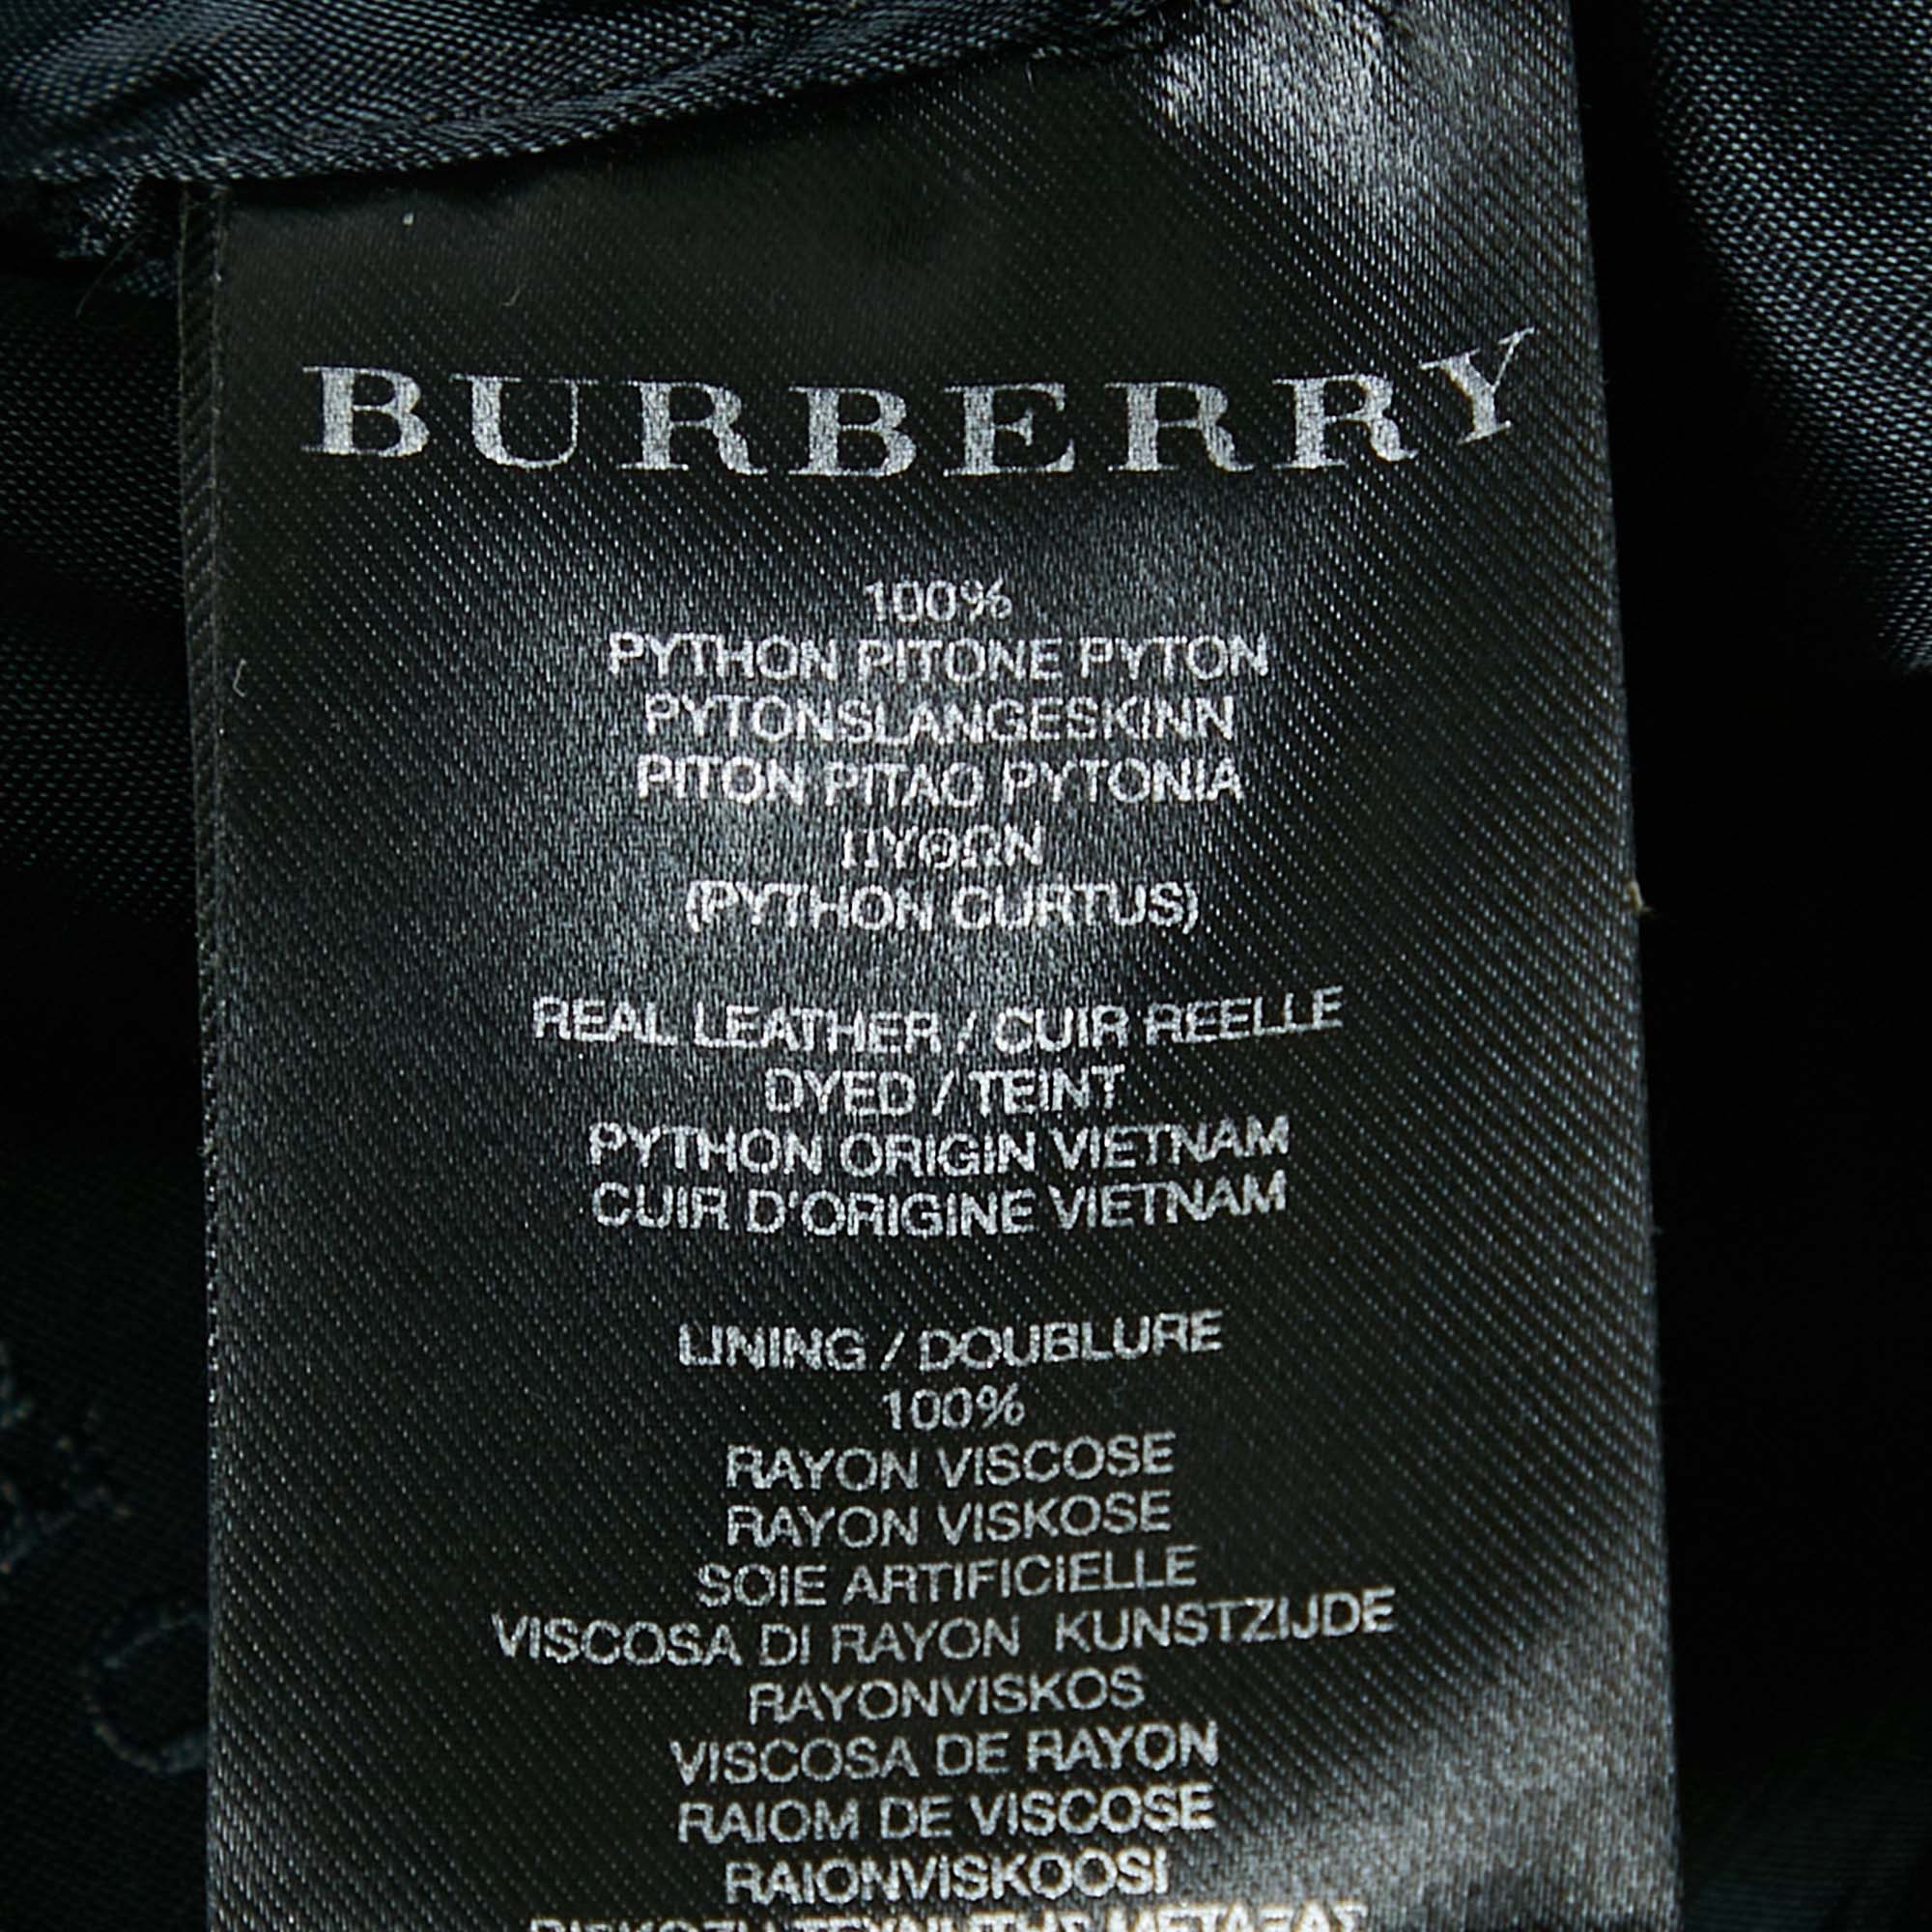 BURBERRY
100%
PYTHON PITONE PYTON
PYTONSLANGESKINN
PITON PITAO PYTONIA
ΠΥΘΩΝ
(PYTHON CURTUS)
REAL LEATHER / CUIR REELLE
DYED / TEINT
PYTHON ORIGIN VIETNAM
CUIR D'ORIGINE VIETNAM
LINING / DOUBLURE
100%
RAYON VISCOSE
RAYON VISKOSE
SOIE ARTIFICIELLE
VISCOSA DI RAYON KUNSTZIJDE
RAYONVISKOS
VISCOSA DE RAYON
RAIOM DE VISCOSE
RAIONVISKOOSI
ΜΕΤΑΞΑΣ